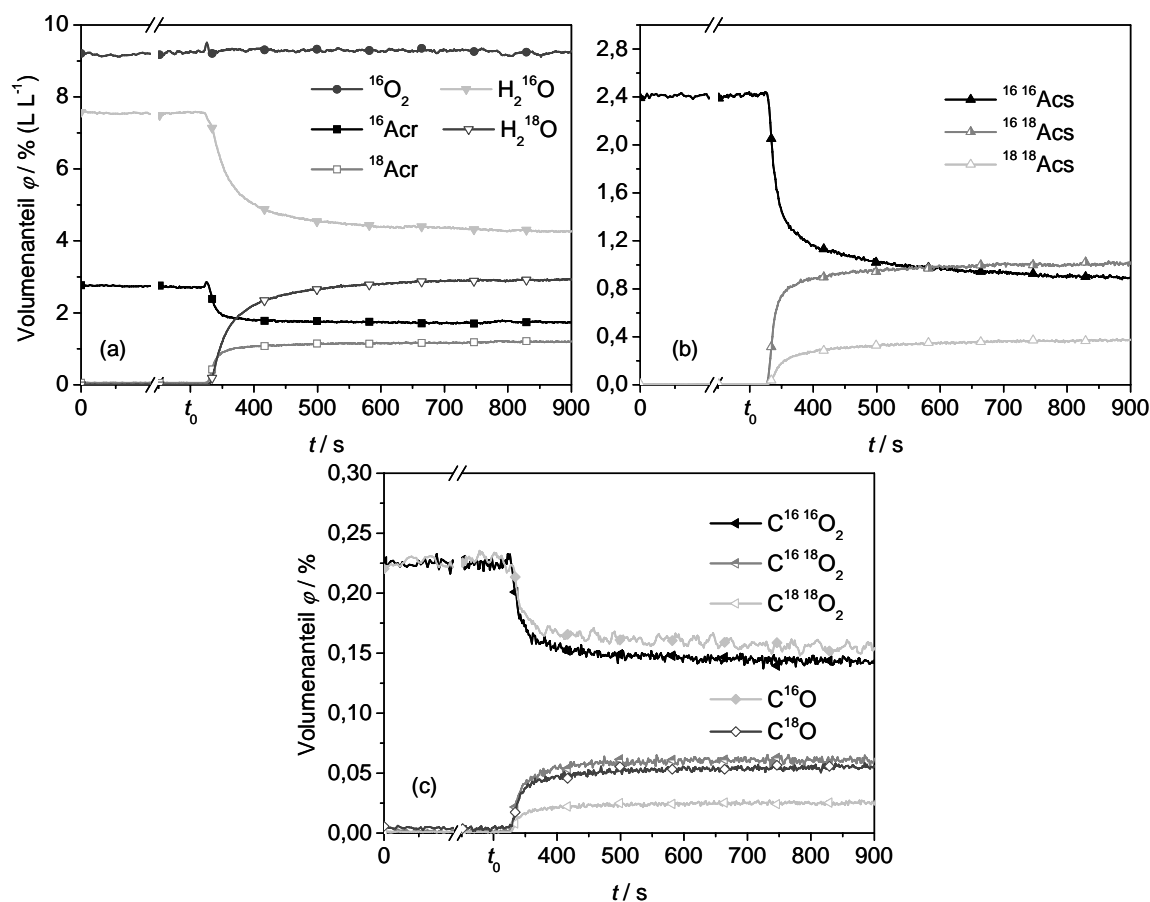 10
8
6
4
2
0
Volumenanteil φ / % (L L⁻¹)
¹⁶O₂
H₂¹⁶O
¹⁶Acr
H₂¹⁸O
¹⁸Acr
(a)
0 t₀ 400 500 600 700 800 900
t / s
2,8
2,4
2,0
1,6
1,2
0,8
0,4
0,0
¹⁶ ¹⁶Acs
¹⁶ ¹⁸Acs
¹⁸ ¹⁸Acs
(b)
0 t₀ 400 500 600 700 800 900
t / s
0,30
0,25
0,20
0,15
0,10
0,05
0,00
Volumenanteil φ / %
C¹⁶ ¹⁶O₂
C¹⁶ ¹⁸O₂
C¹⁸ ¹⁸O₂
C¹⁶O
C¹⁸O
(c)
0 t₀ 400 500 600 700 800 900
t / s